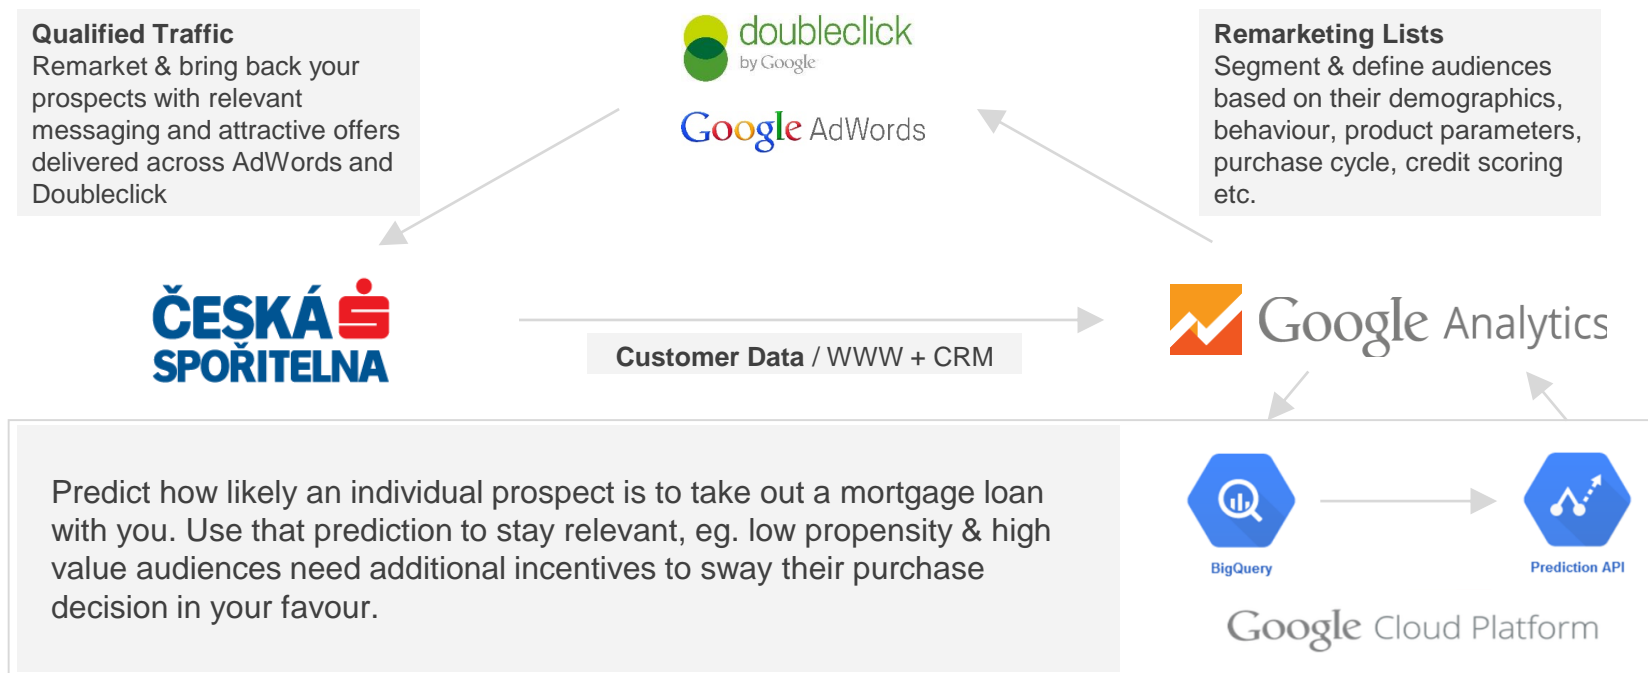 Qualified Traffic
Remarket & bring back your
prospects with relevant
messaging and attractive offers
delivered across AdWords and
Doubleclick
doubleclick
by Google
Google AdWords
Remarketing Lists
Segment & define audiences
based on their demographics,
behaviour, product parameters,
purchase cycle, credit scoring
etc.
ČESKÁ
SPOŘITELNA
Customer Data / WWW + CRM
Google Analytics
Predict how likely an individual prospect is to take out a mortgage loan
with you. Use that prediction to stay relevant, eg. low propensity & high
value audiences need additional incentives to sway their purchase
decision in your favour.
BigQuery
Prediction API
Google Cloud Platform